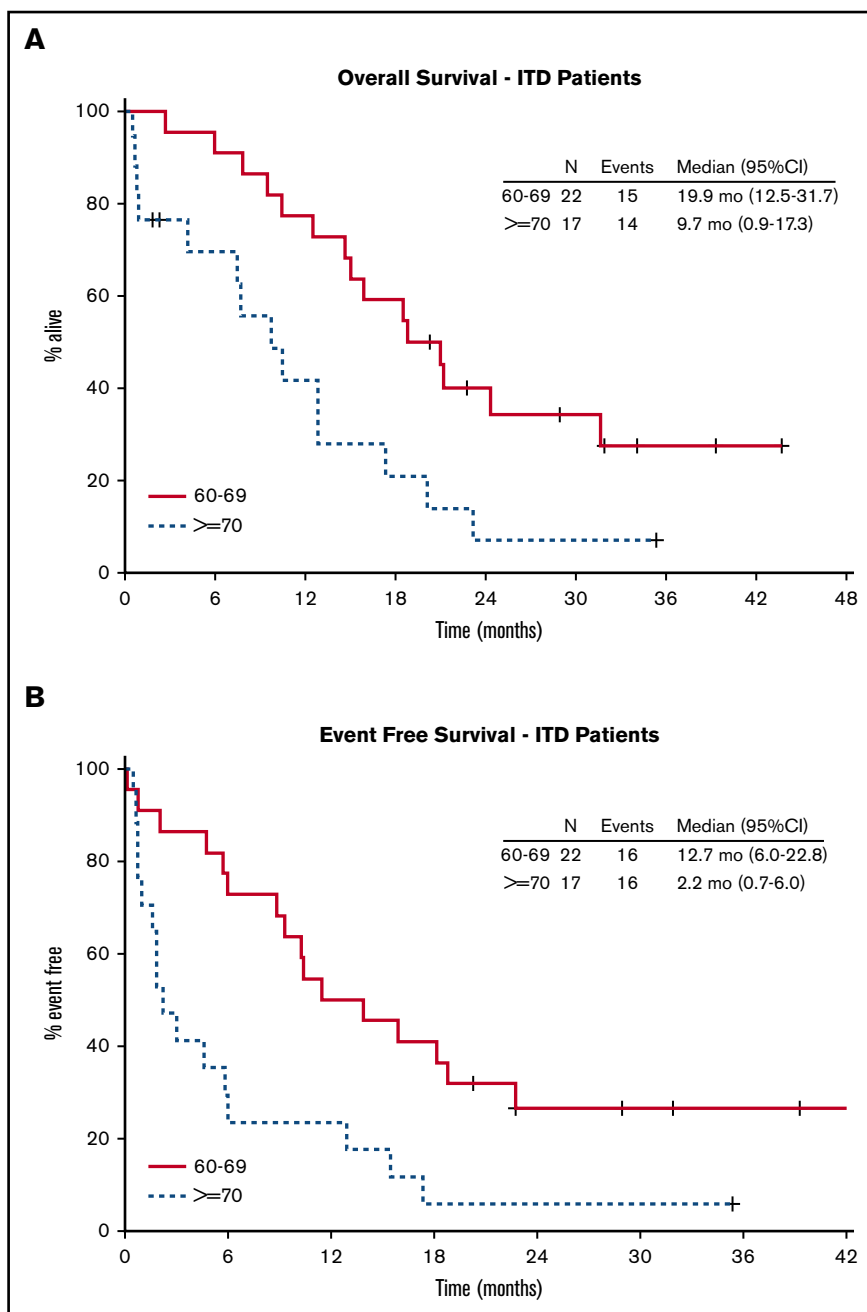 A
Overall Survival - ITD Patients
100
80
60
40
20
0
% alive
N Events Median (95%CI)
60-69 22 15 19.9 mo (12.5-31.7)
>=70 17 14 9.7 mo (0.9-17.3)
60-69
>=70
0 6 12 18 24 30 36 42 48
Time (months)
B
Event Free Survival - ITD Patients
100
80
60
40
20
0
% event free
N Events Median (95%CI)
60-69 22 16 12.7 mo (6.0-22.8)
>=70 17 16 2.2 mo (0.7-6.0)
60-69
>=70
0 6 12 18 24 30 36 42
Time (months)